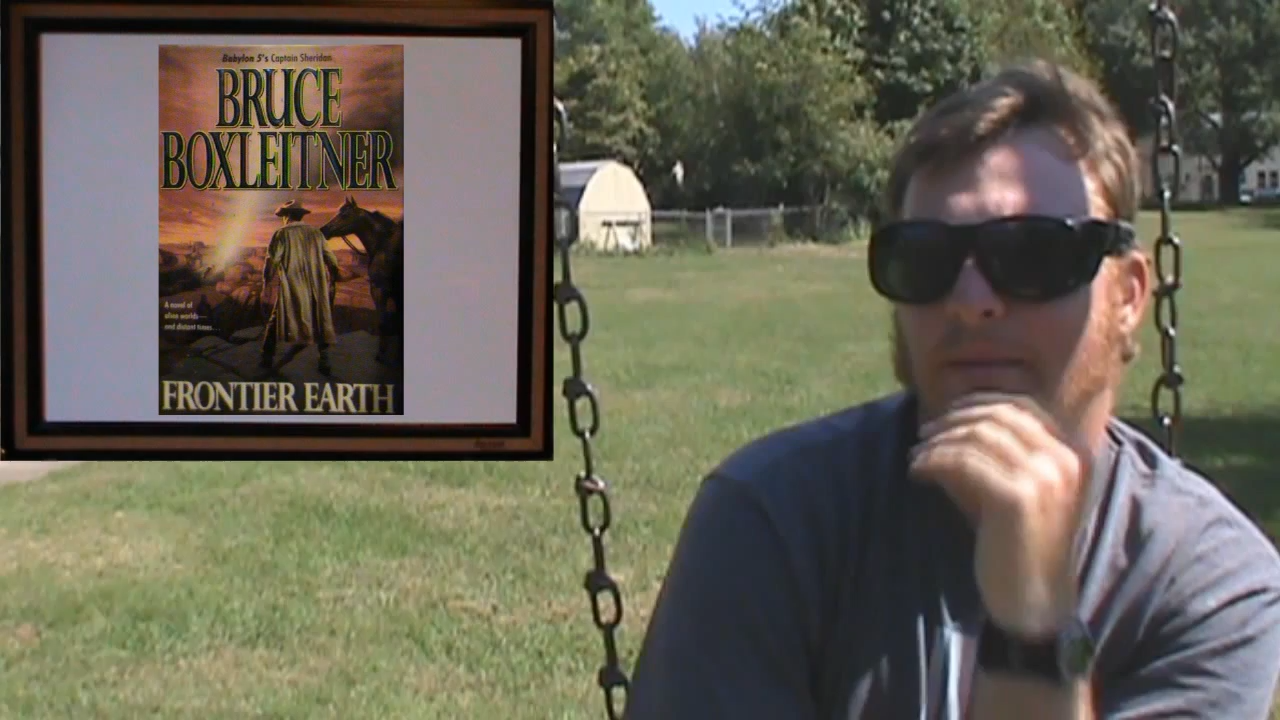 Babylon 5's Captain Sheridan
BRUCE
BOXLEITNER
A novel of
alien worlds—
and distant times...
FRONTIER EARTH